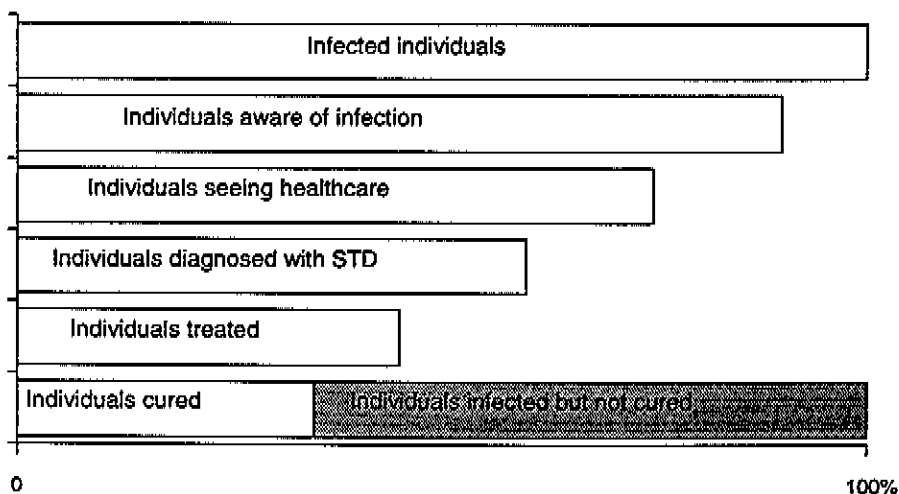 Infected individuals
Individuals aware of infection
Individuals seeing healthcare
Individuals diagnosed with STD
Individuals treated
Individuals cured Individuals infected but not cured
0 100%